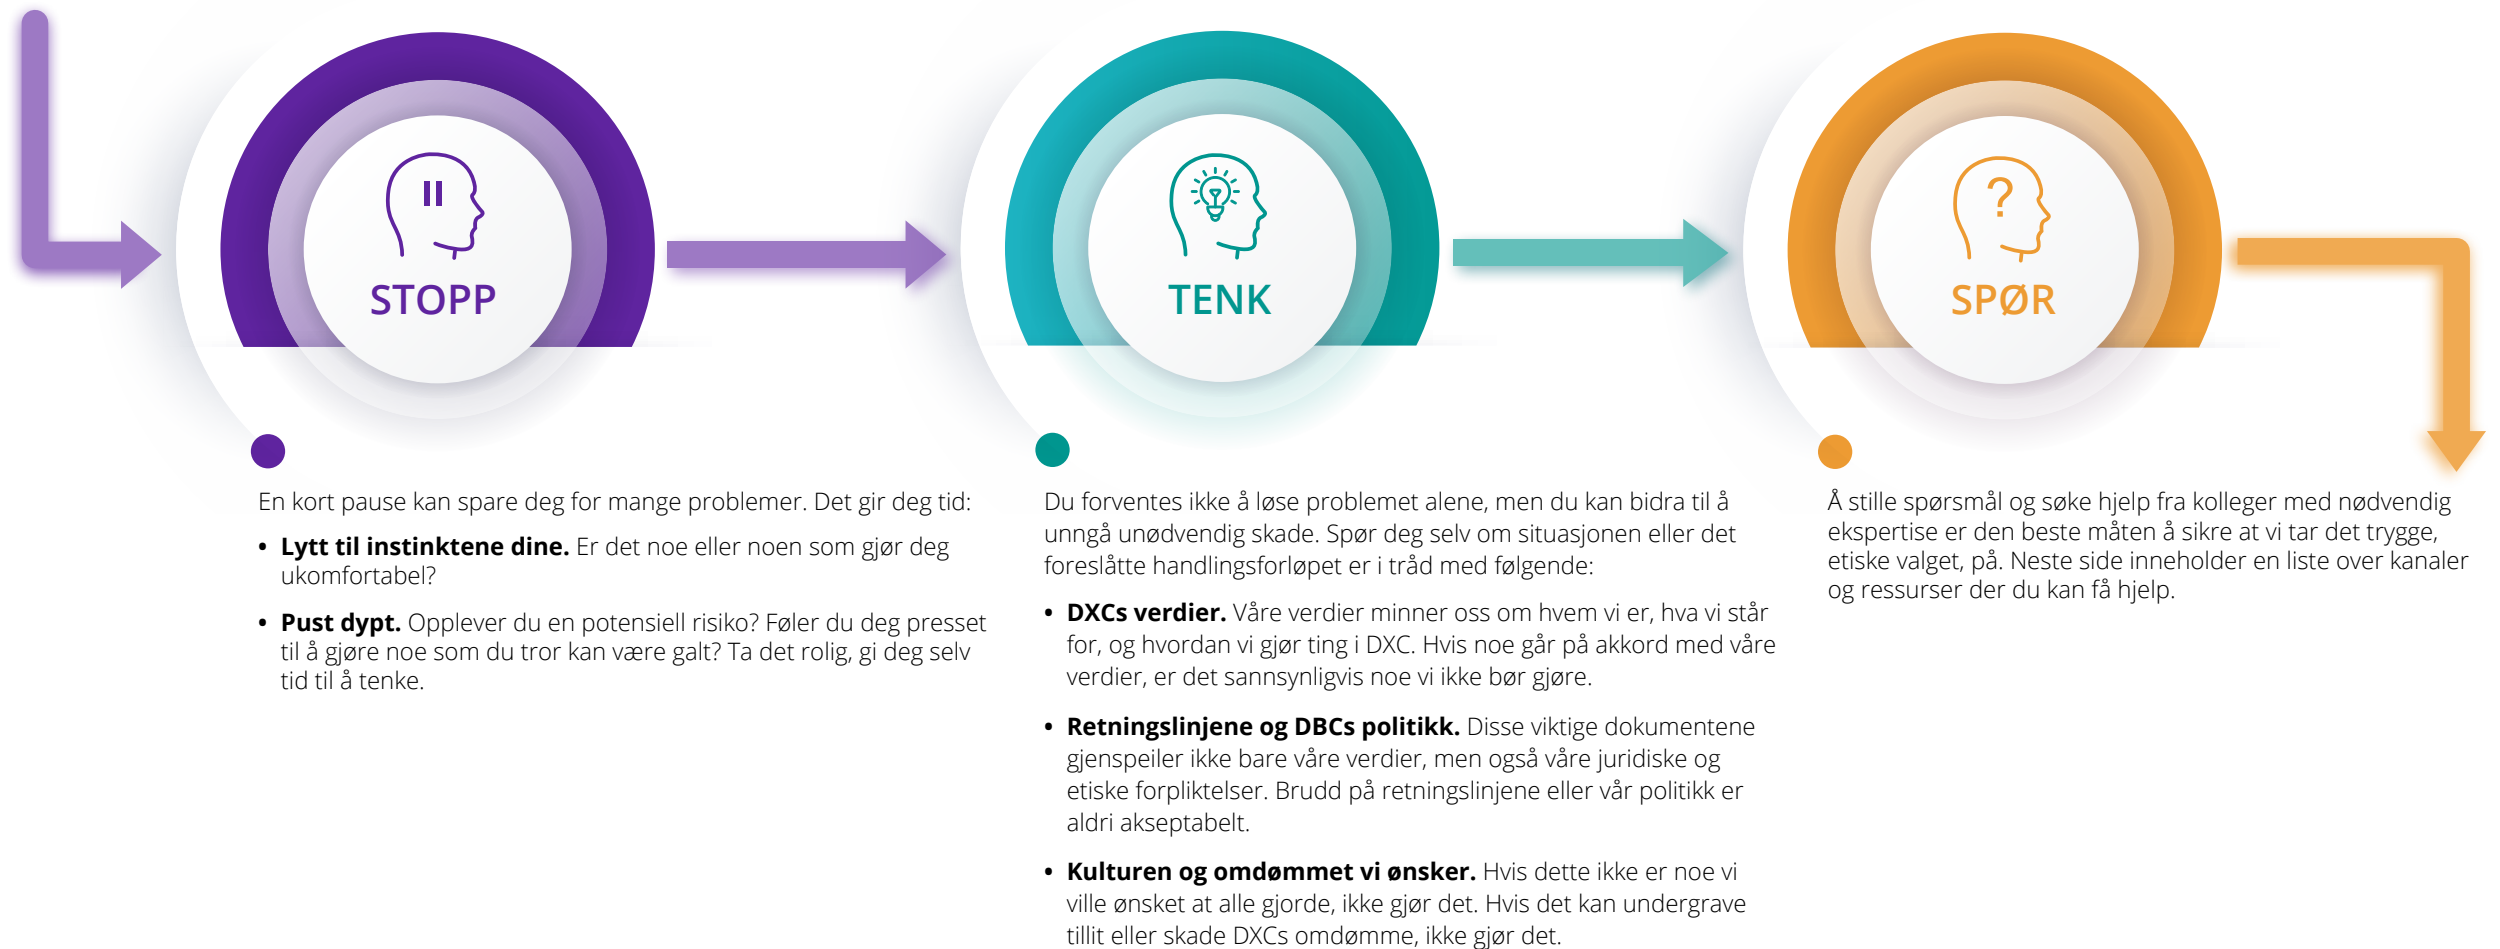 STOPP
En kort pause kan spare deg for mange problemer. Det gir deg tid:
• Lytt til instinktene dine. Er det noe eller noen som gjør deg
ukomfortabel?
• Pust dypt. Opplever du en potensiell risiko? Føler du deg presset
til å gjøre noe som du tror kan være galt? Ta det rolig, gi deg selv
tid til å tenke.
TENK
Du forventes ikke å løse problemet alene, men du kan bidra til å
unngå unødvendig skade. Spør deg selv om situasjonen eller det
foreslåtte handlingsforløpet er i tråd med følgende:
• DXCs verdier. Våre verdier minner oss om hvem vi er, hva vi står
for, og hvordan vi gjør ting i DXC. Hvis noe går på akkord med våre
verdier, er det sannsynligvis noe vi ikke bør gjøre.
• Retningslinjene og DBCs politikk. Disse viktige dokumentene
gjenspeiler ikke bare våre verdier, men også våre juridiske og
etiske forpliktelser. Brudd på retningslinjene eller vår politikk er
aldri akseptabelt.
• Kulturen og omdømmet vi ønsker. Hvis dette ikke er noe vi
ville ønsket at alle gjorde, ikke gjør det. Hvis det kan undergrave
tillit eller skade DXCs omdømme, ikke gjør det.
SPØR
?
Å stille spørsmål og søke hjelp fra kolleger med nødvendig
ekspertise er den beste måten å sikre at vi tar det trygge,
etiske valget, på. Neste side inneholder en liste over kanaler
og ressurser der du kan få hjelp.